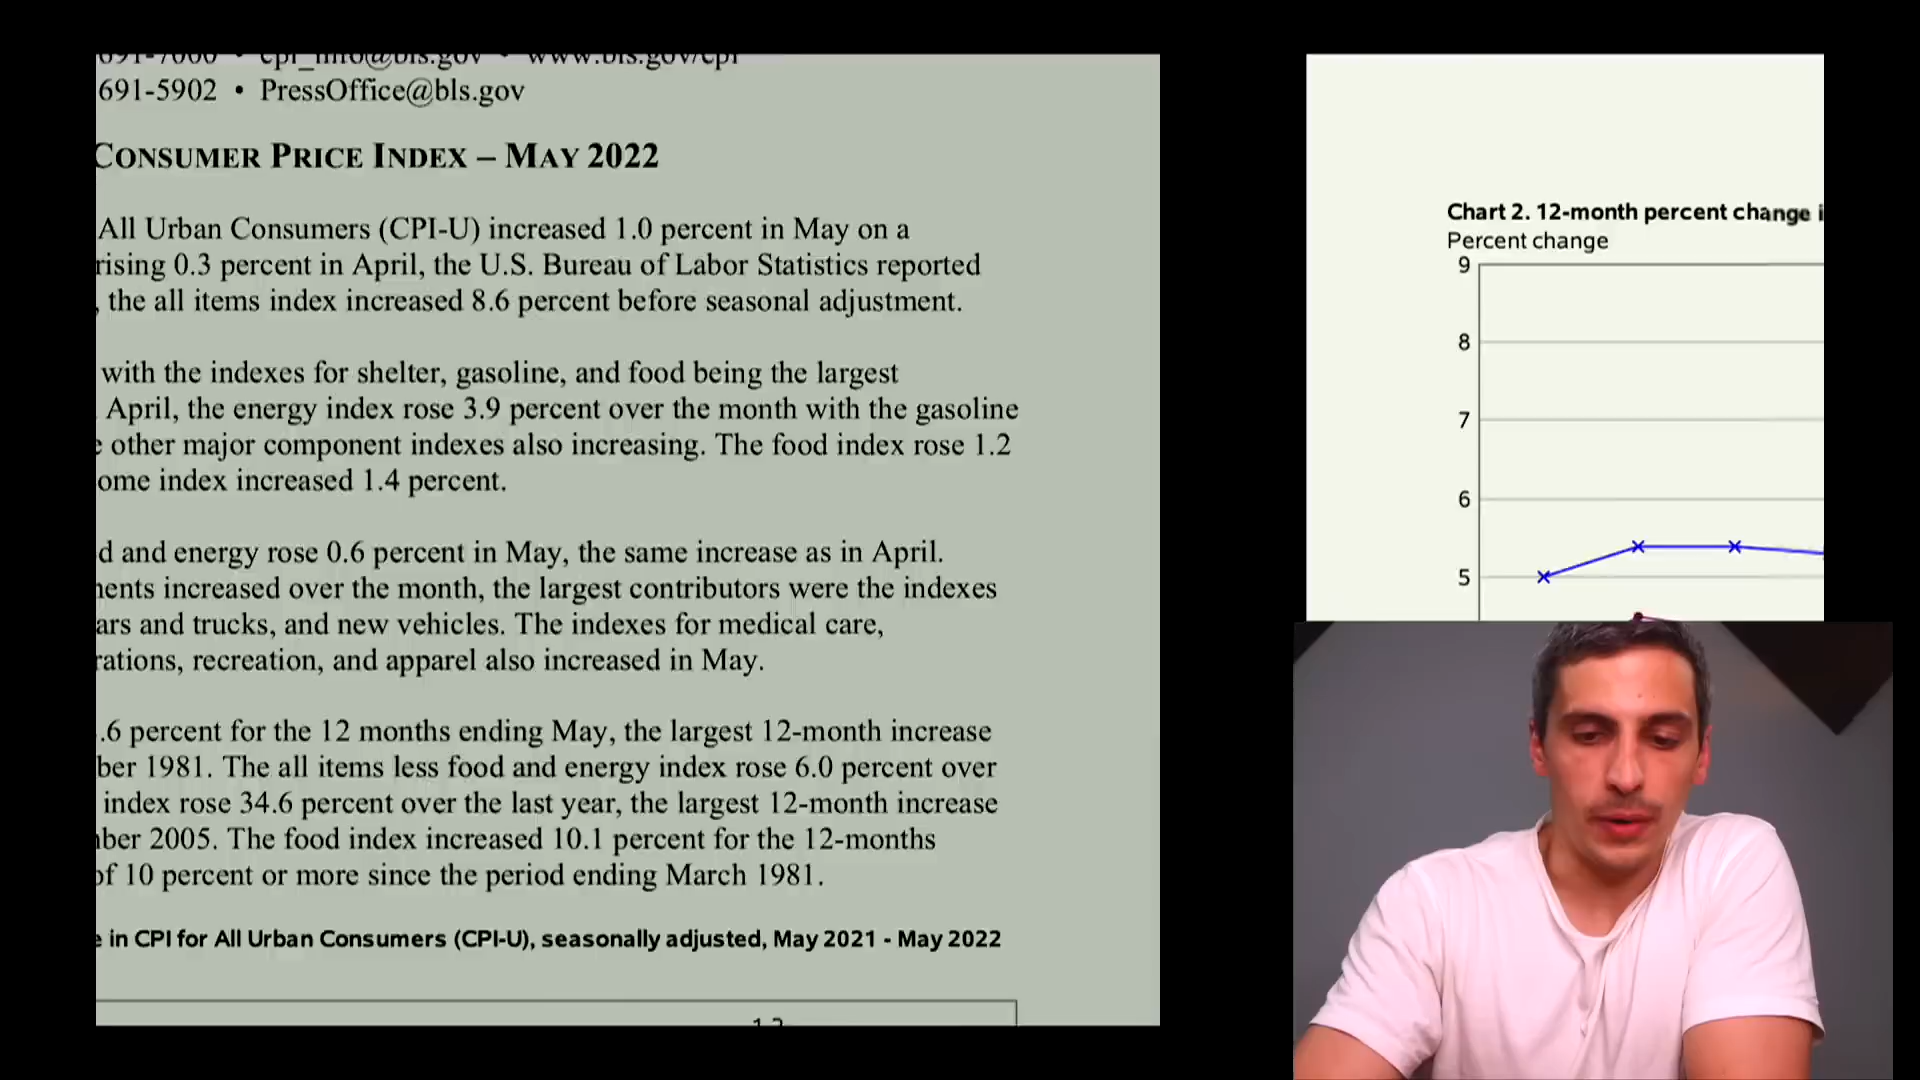 691-7000 • cpi_info@bls.gov • www.bls.gov/cpi
691-5902 • PressOffice@bls.gov
CONSUMER PRICE INDEX – MAY 2022
All Urban Consumers (CPI-U) increased 1.0 percent in May on a
rising 0.3 percent in April, the U.S. Bureau of Labor Statistics reported
, the all items index increased 8.6 percent before seasonal adjustment.
with the indexes for shelter, gasoline, and food being the largest
April, the energy index rose 3.9 percent over the month with the gasoline
e other major component indexes also increasing. The food index rose 1.2
ome index increased 1.4 percent.
d and energy rose 0.6 percent in May, the same increase as in April.
ents increased over the month, the largest contributors were the indexes
ars and trucks, and new vehicles. The indexes for medical care,
rations, recreation, and apparel also increased in May.
.6 percent for the 12 months ending May, the largest 12-month increase
ber 1981. The all items less food and energy index rose 6.0 percent over
index rose 34.6 percent over the last year, the largest 12-month increase
ber 2005. The food index increased 10.1 percent for the 12-months
of 10 percent or more since the period ending March 1981.
e in CPI for All Urban Consumers (CPI-U), seasonally adjusted, May 2021 - May 2022
Chart 2. 12-month percent change i
Percent change
9
8
7
6
5